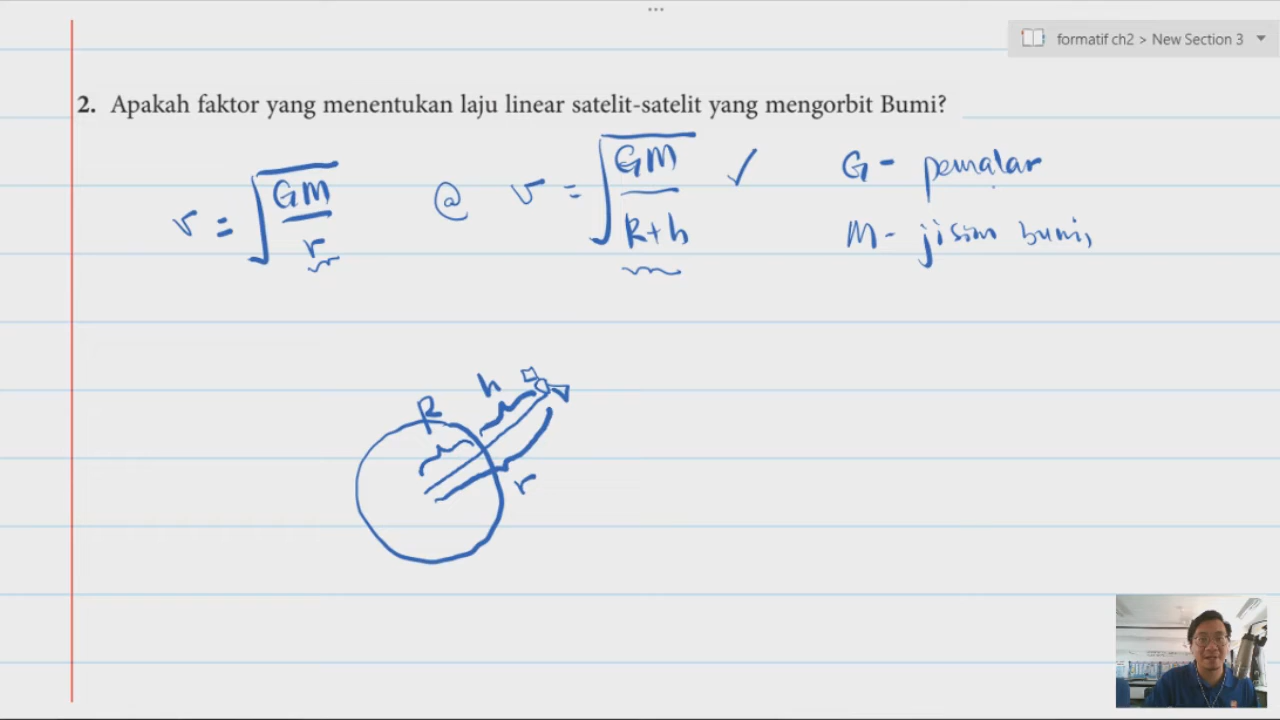 formatif ch2 > New Section 3
2. Apakah faktor yang menentukan laju linear satelit-satelit yang mengorbit Bumi?
v = √(GM/r) @ v = √(GM/(R+h)) ✓
G - pemalar
M - jisim bumi,
h
R
r